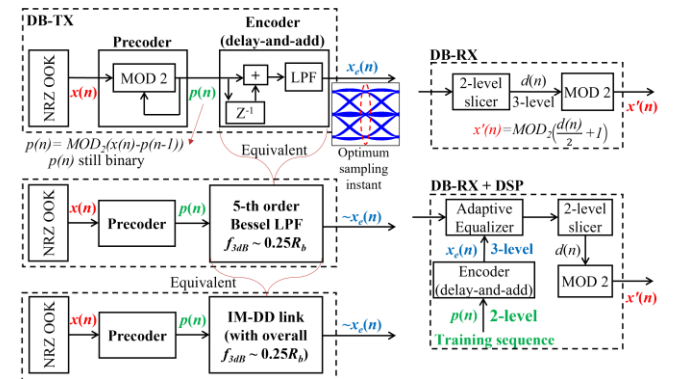 DB-TX
NRZ OOK
x(n)
Precoder
MOD 2
p(n)
Encoder
(delay-and-add)
+
Z-1
LPF
xe(n)
p(n)= MOD2(x(n)-p(n-1))
p(n) still binary
Optimum
sampling
instant
Equivalent
NRZ OOK
x(n)
Precoder
p(n)
5-th order
Bessel LPF
f3dB ~ 0.25Rb
~xe(n)
Equivalent
NRZ OOK
x(n)
Precoder
p(n)
IM-DD link
(with overall
f3dB ~ 0.25Rb)
~xe(n)
DB-RX
2-level
slicer
d(n)
3-level
MOD 2
x'(n)
x'(n)=MOD2(d(n)/2 +1)
DB-RX + DSP
Adaptive
Equalizer
2-level
slicer
xe(n) 3-level
d(n)
Encoder
(delay-and-add)
MOD 2
x'(n)
p(n) 2-level
Training sequence